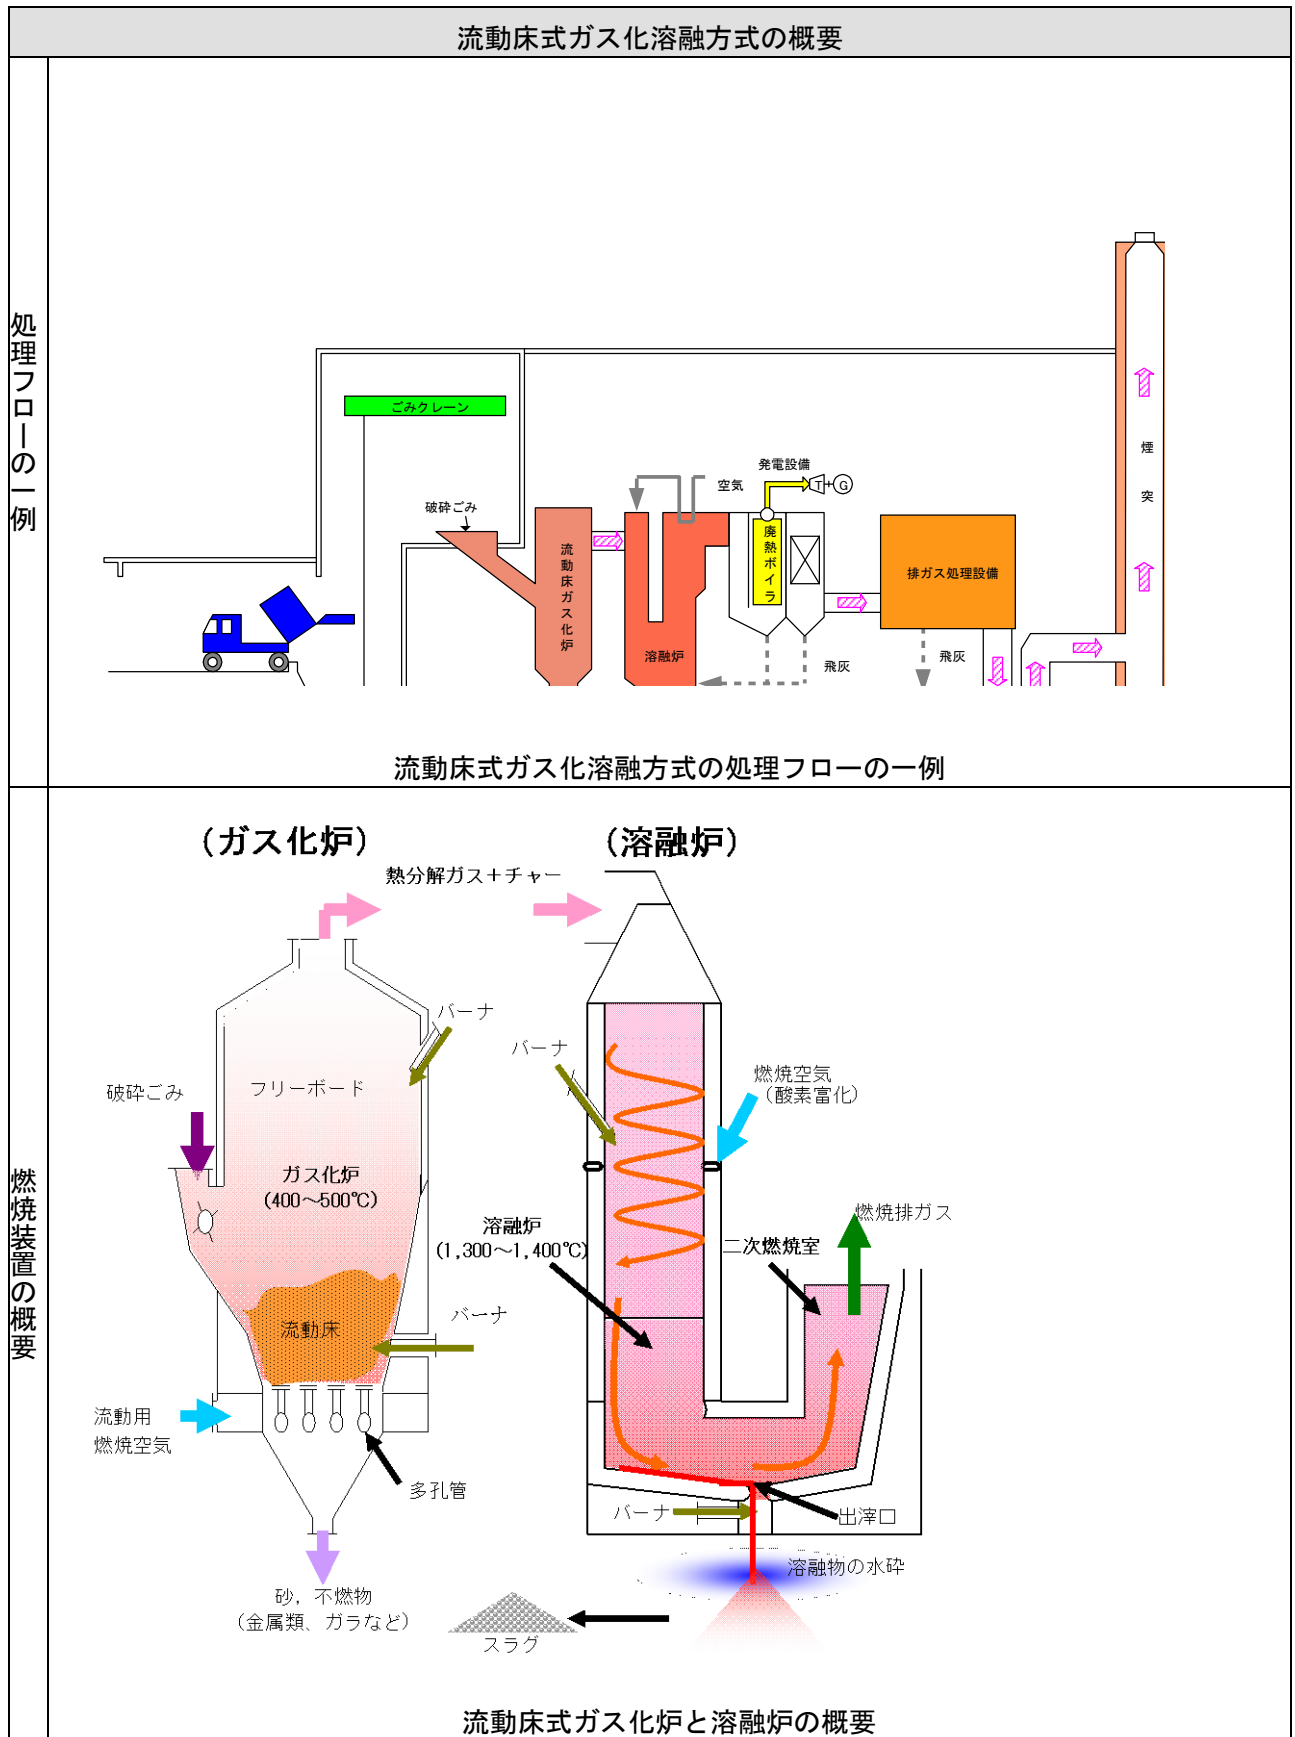 流動床式ガス化溶融方式の概要
処理フローの一例
ごみクレーン
破砕ごみ
流動床ガス化炉
空気
発電設備
T
G
廃熱ボイラ
溶融炉
飛灰
排ガス処理設備
飛灰
煙突
流動床式ガス化溶融方式の処理フローの一例
燃焼装置の概要
（ガス化炉）
（溶融炉）
熱分解ガス＋チャー
バーナ
フリーボード
破砕ごみ
ガス化炉
(400～500℃)
流動床
バーナ
流動用
燃焼空気
多孔管
砂，不燃物
（金属類、ガラなど）
バーナ
燃焼空気
（酸素富化）
溶融炉
(1,300～1,400℃)
二次燃焼室
燃焼排ガス
バーナ
出滓口
溶融物の水砕
スラグ
流動床式ガス化炉と溶融炉の概要